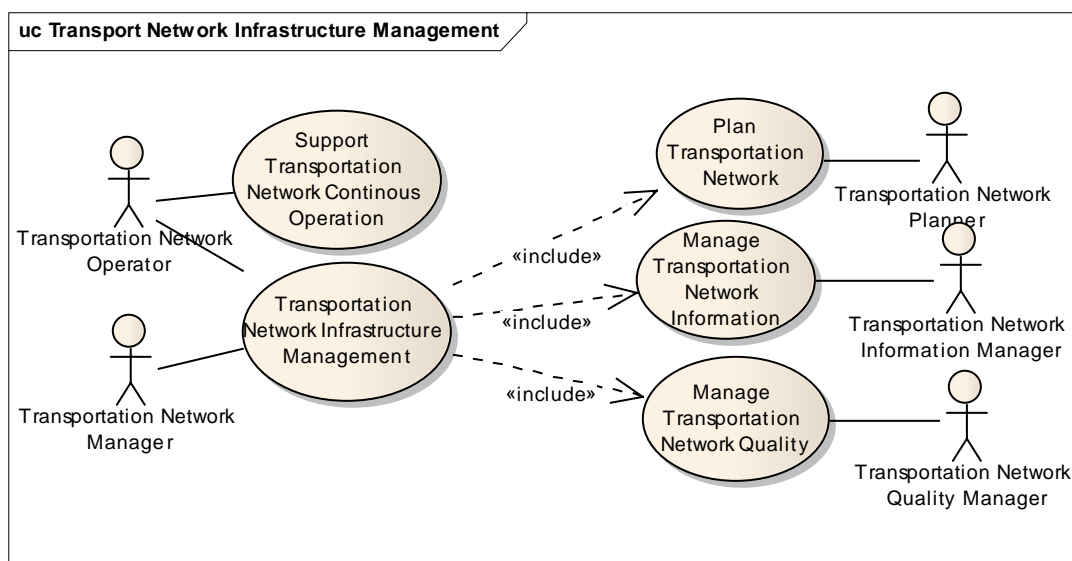 uc Transport Network Infrastructure Management
Support
Transportation
Network Continous
Operation
Transportation Network
Operator
Transportation
Network Infrastructure
Management
Transportation Network
Manager
«include»
«include»
«include»
Plan
Transportation
Network
Transportation Network
Planner
Manage
Transportation
Network
Information
Transportation Network
Information Manager
Manage
Transportation
Network Quality
Transportation Network
Quality Manager